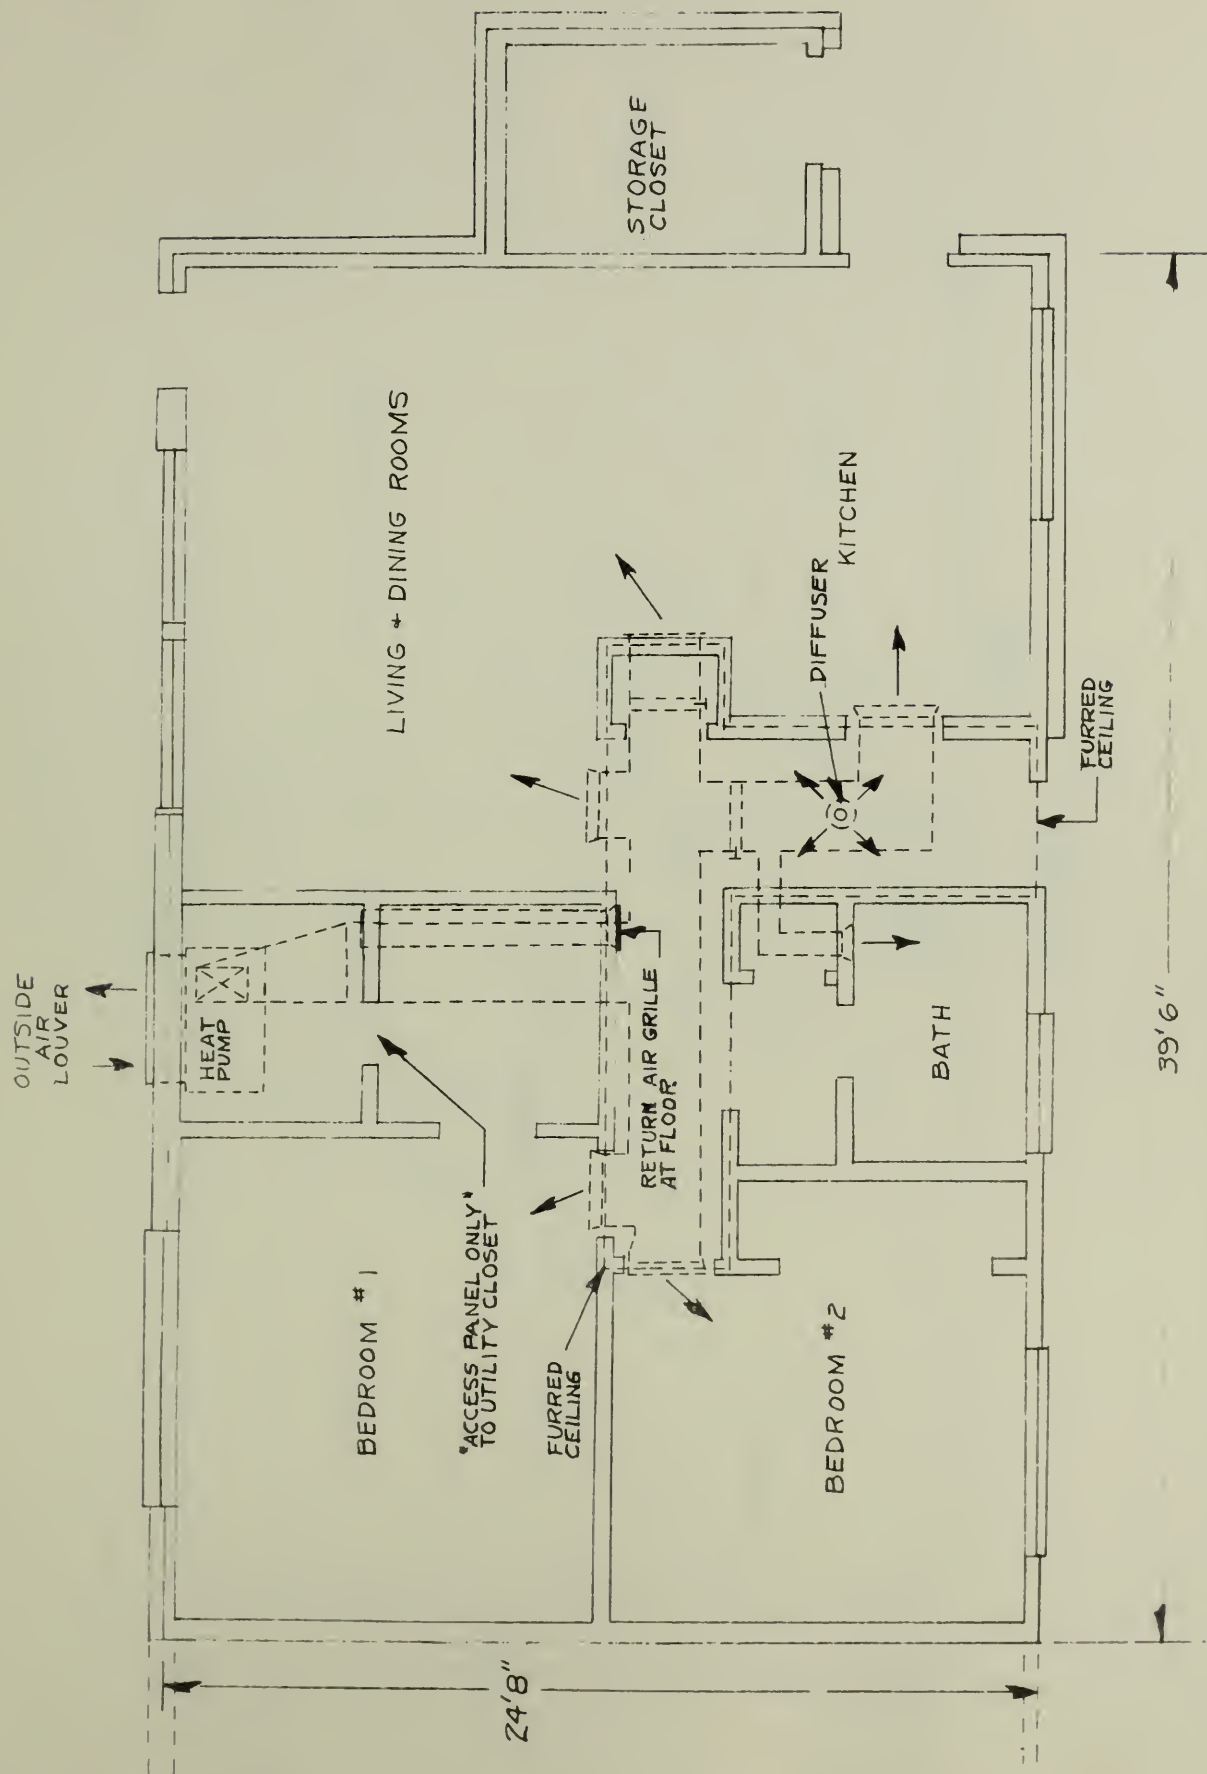 OUTSIDE
AIR
LOUVER
HEAT
PUMP
LIVING & DINING ROOMS
STORAGE
CLOSET
DIFFUSER
KITCHEN
FURRED
CEILING
RETURN AIR GRILLE
AT FLOOR
BATH
BEDROOM #1
"ACCESS PANEL ONLY"
TO UTILITY CLOSET
FURRED
CEILING
BEDROOM #2
24'8"
39'6"